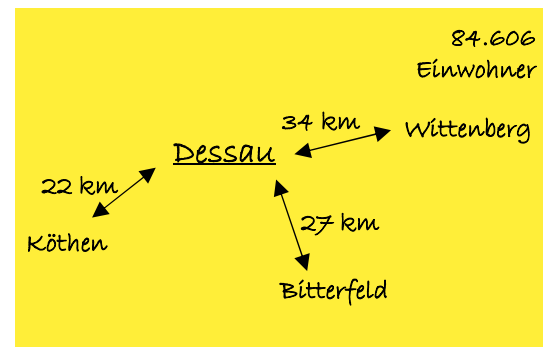 84.606
Einwohner
34 km
Wittenberg
Dessau
22 km
27 km
Köthen
Bitterfeld